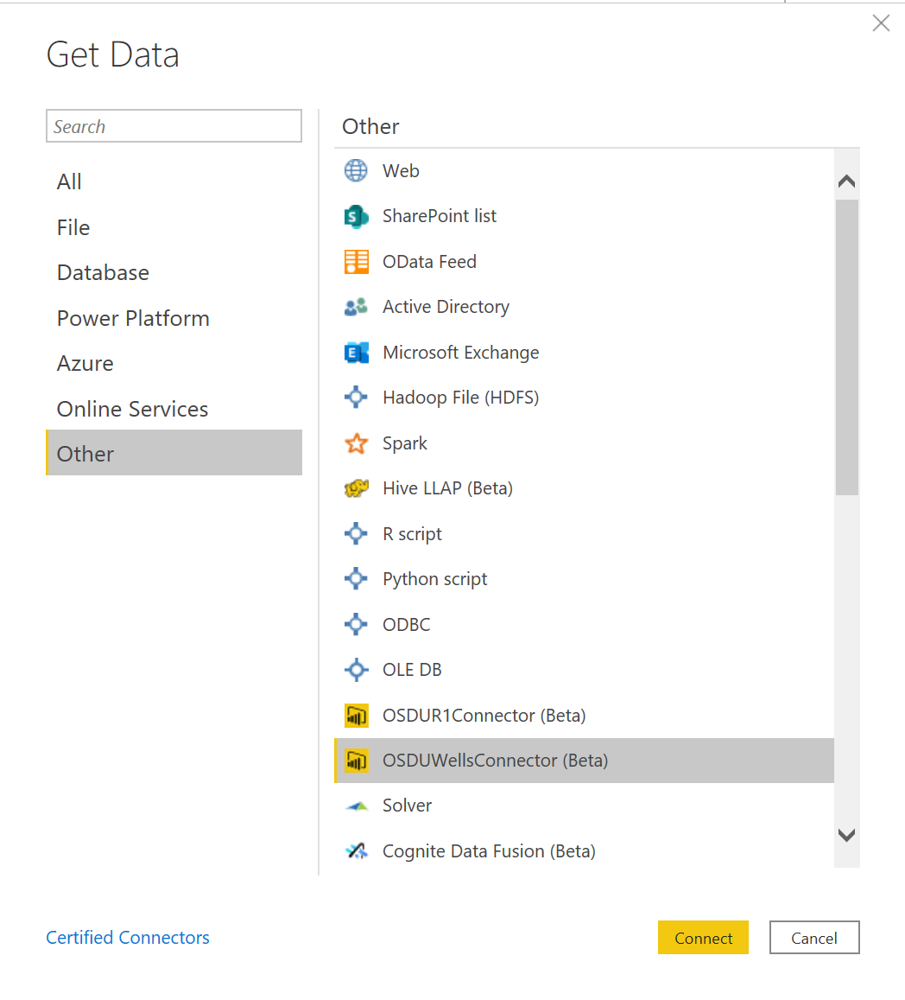 Get Data
Search
All
File
Database
Power Platform
Azure
Online Services
Other
Other
Web
SharePoint list
OData Feed
Active Directory
Microsoft Exchange
Hadoop File (HDFS)
Spark
Hive LLAP (Beta)
R script
Python script
ODBC
OLE DB
OSDUR1Connector (Beta)
OSDUWellsConnector (Beta)
Solver
Cognite Data Fusion (Beta)
Certified Connectors
Connect
Cancel